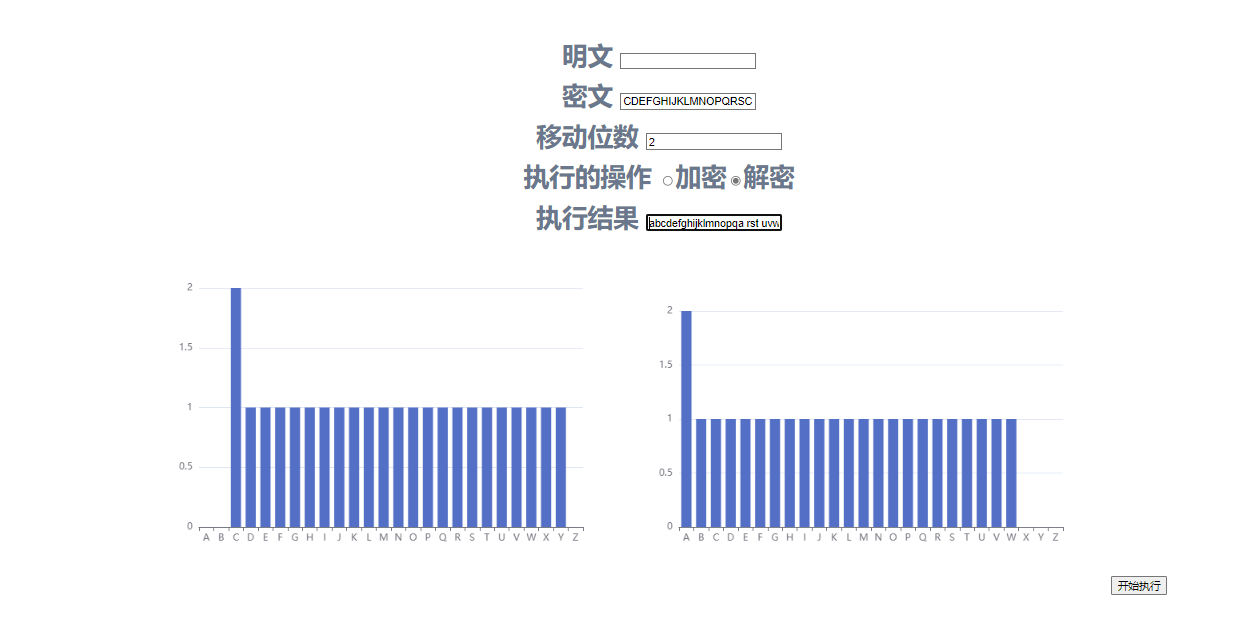 明文
密文 CDEFGHIJKLMNOPQRSC
移动位数 2
执行的操作 加密 解密
执行结果 abcdefghijklmnopqa rst uvw
2
1.5
1
0.5
0
A B C D E F G H I J K L M N O P Q R S T U V W X Y Z
2
1.5
1
0.5
0
A B C D E F G H I J K L M N O P Q R S T U V W X Y Z
开始执行